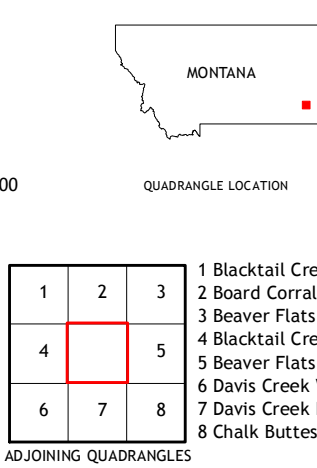 MONTANA
00
QUADRANGLE LOCATION
1 2 3
4 5
6 7 8
1 Blacktail Cre
2 Board Corral
3 Beaver Flats
4 Blacktail Cre
5 Beaver Flats
6 Davis Creek
7 Davis Creek
8 Chalk Buttes
ADJOINING QUADRANGLES